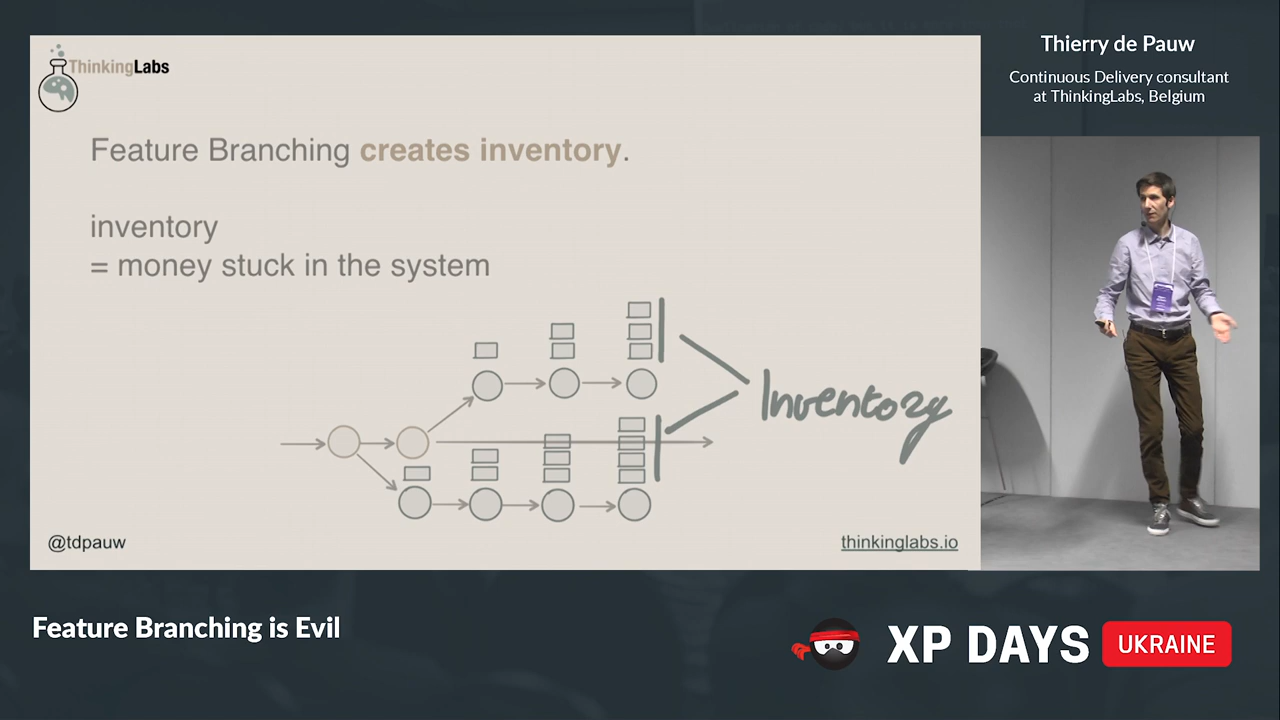 Thierry de Pauw
Continuous Delivery consultant
at ThinkingLabs, Belgium
ThinkingLabs
Feature Branching creates inventory.
inventory
= money stuck in the system
Inventory
@tdpauw
thinkinglabs.io
Feature Branching is Evil
XP DAYS
UKRAINE